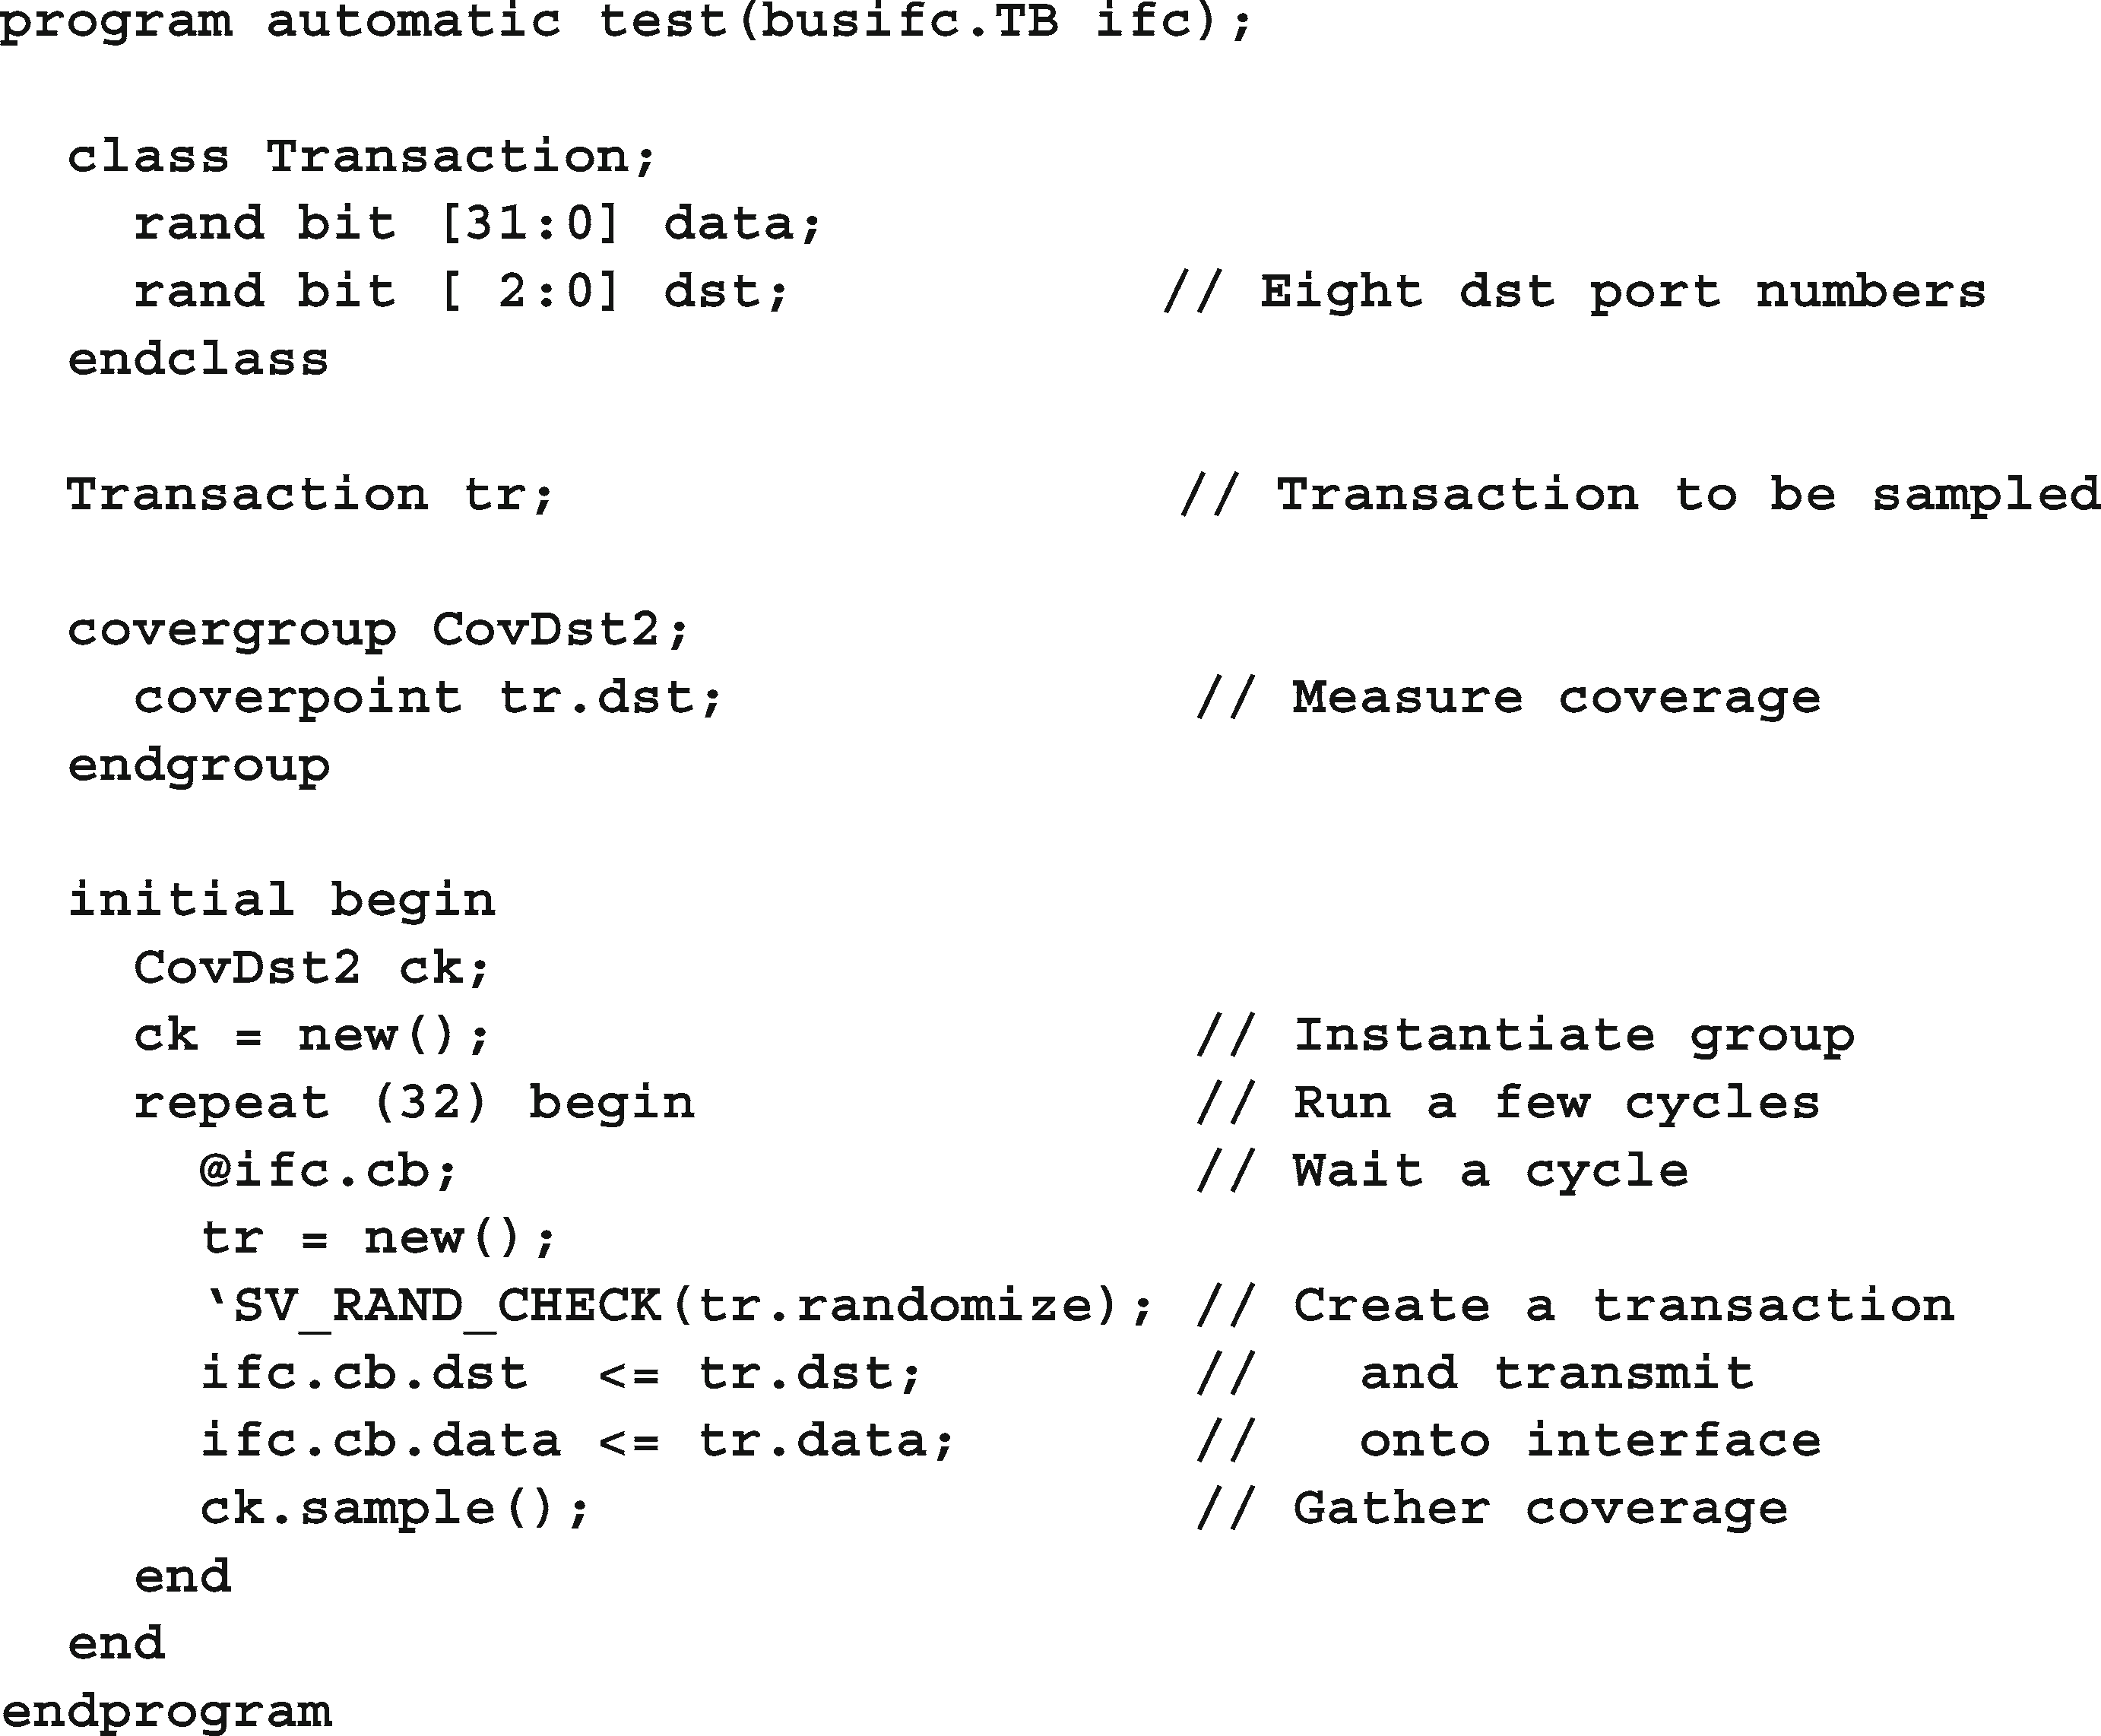 program automatic test(busifc.TB ifc);
class Transaction;
rand bit [31:0] data;
rand bit [ 2:0] dst; // Eight dst port numbers
endclass
Transaction tr; // Transaction to be sampled
covergroup CovDst2;
coverpoint tr.dst; // Measure coverage
endgroup
initial begin
CovDst2 ck;
ck = new(); // Instantiate group
repeat (32) begin // Run a few cycles
@ifc.cb; // Wait a cycle
tr = new();
‛SV_RAND_CHECK(tr.randomize); // Create a transaction
ifc.cb.dst <= tr.dst; // and transmit
ifc.cb.data <= tr.data; // onto interface
ck.sample(); // Gather coverage
end
end
endprogram